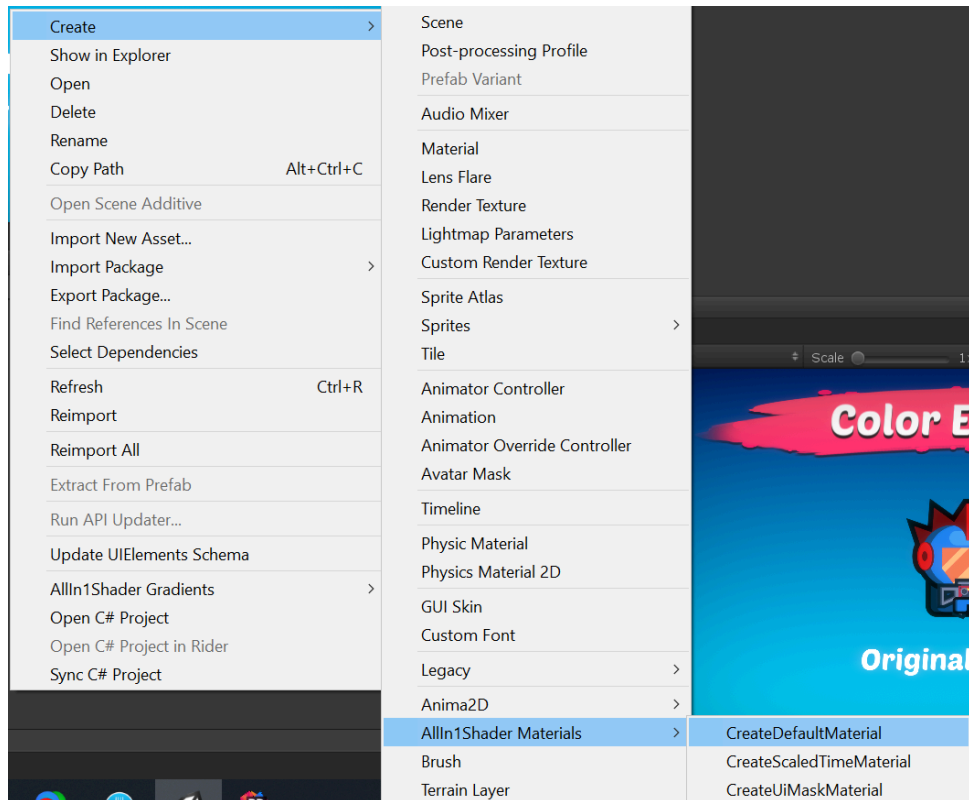 Create
Show in Explorer
Open
Delete
Rename
Copy Path Alt+Ctrl+C
Open Scene Additive
Import New Asset...
Import Package
Export Package...
Find References In Scene
Select Dependencies
Refresh Ctrl+R
Reimport
Reimport All
Extract From Prefab
Run API Updater...
Update UIElements Schema
AllIn1Shader Gradients
Open C# Project
Open C# Project in Rider
Sync C# Project
Scene
Post-processing Profile
Prefab Variant
Audio Mixer
Material
Lens Flare
Render Texture
Lightmap Parameters
Custom Render Texture
Sprite Atlas
Sprites
Tile
Animator Controller
Animation
Animator Override Controller
Avatar Mask
Timeline
Physic Material
Physics Material 2D
GUI Skin
Custom Font
Legacy
Anima2D
AllIn1Shader Materials
Brush
Terrain Layer
CreateDefaultMaterial
CreateScaledTimeMaterial
CreateUiMaskMaterial
Scale
Color
Original